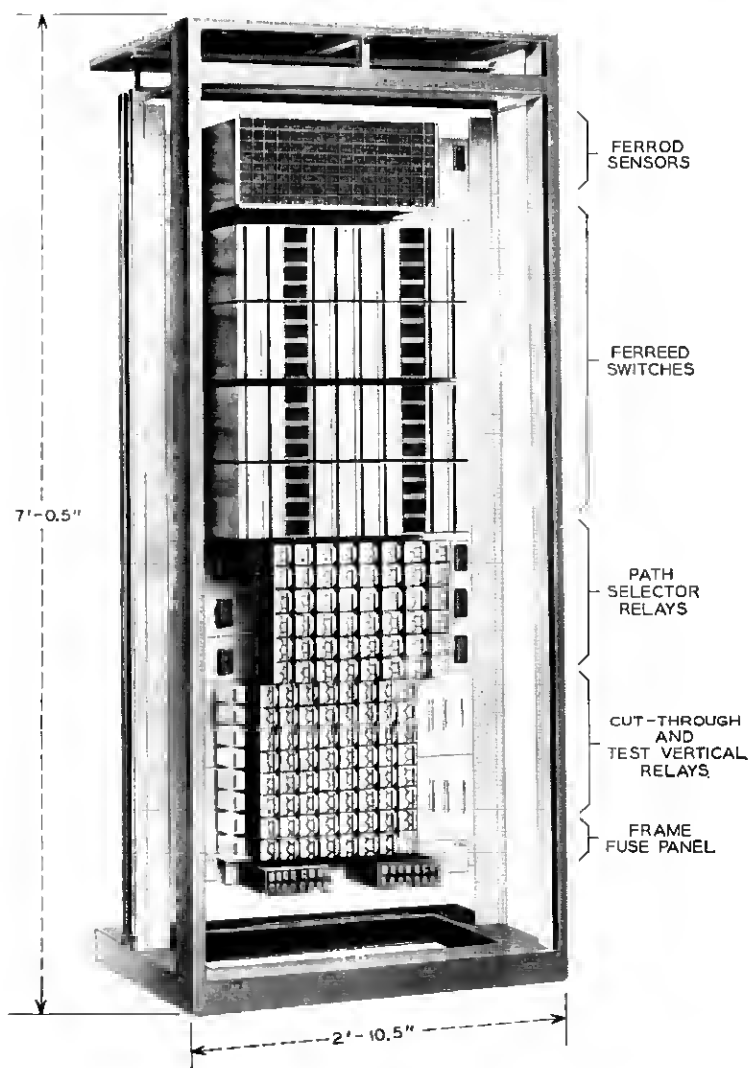 FERROD
SENSORS
FERREED
SWITCHES
7'-0.5"
PATH
SELECTOR
RELAYS
CUT-THROUGH
AND
TEST VERTICAL
RELAYS
FRAME
FUSE PANEL
2'-10.5"